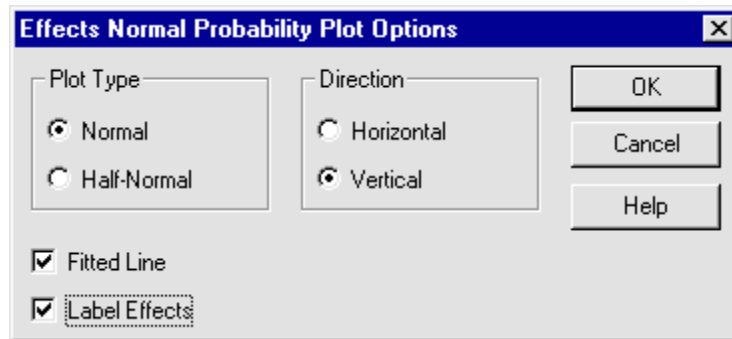 Effects Normal Probability Plot Options
Plot Type
Normal
Half-Normal
Direction
Horizontal
Vertical
OK
Cancel
Help
Fitted Line
Label Effects